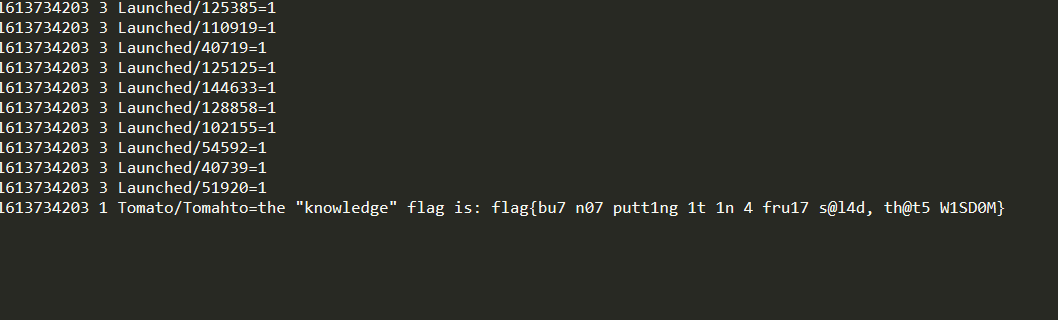 1613734203 3 Launched/125385=1
1613734203 3 Launched/110919=1
1613734203 3 Launched/40719=1
1613734203 3 Launched/125125=1
1613734203 3 Launched/144633=1
1613734203 3 Launched/128858=1
1613734203 3 Launched/102155=1
1613734203 3 Launched/54592=1
1613734203 3 Launched/40739=1
1613734203 3 Launched/51920=1
1613734203 1 Tomato/Tomahto=the "knowledge" flag is: flag{bu7 n07 putt1ng 1t 1n 4 fru17 s@l4d, th@t5 W1SD0M}